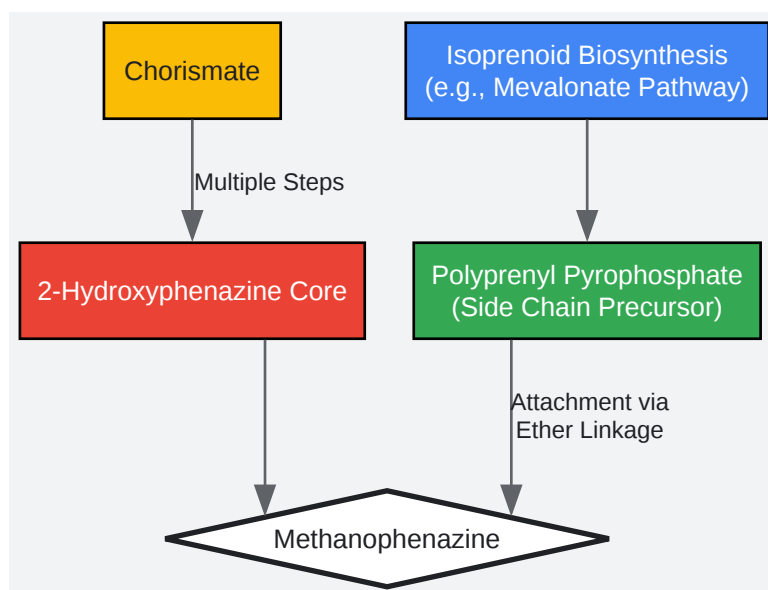 Chorismate
Isoprenoid Biosynthesis
(e.g., Mevalonate Pathway)
Multiple Steps
2-Hydroxyphenazine Core
Polyprenyl Pyrophosphate
(Side Chain Precursor)
Attachment via
Ether Linkage
Methanophenazine